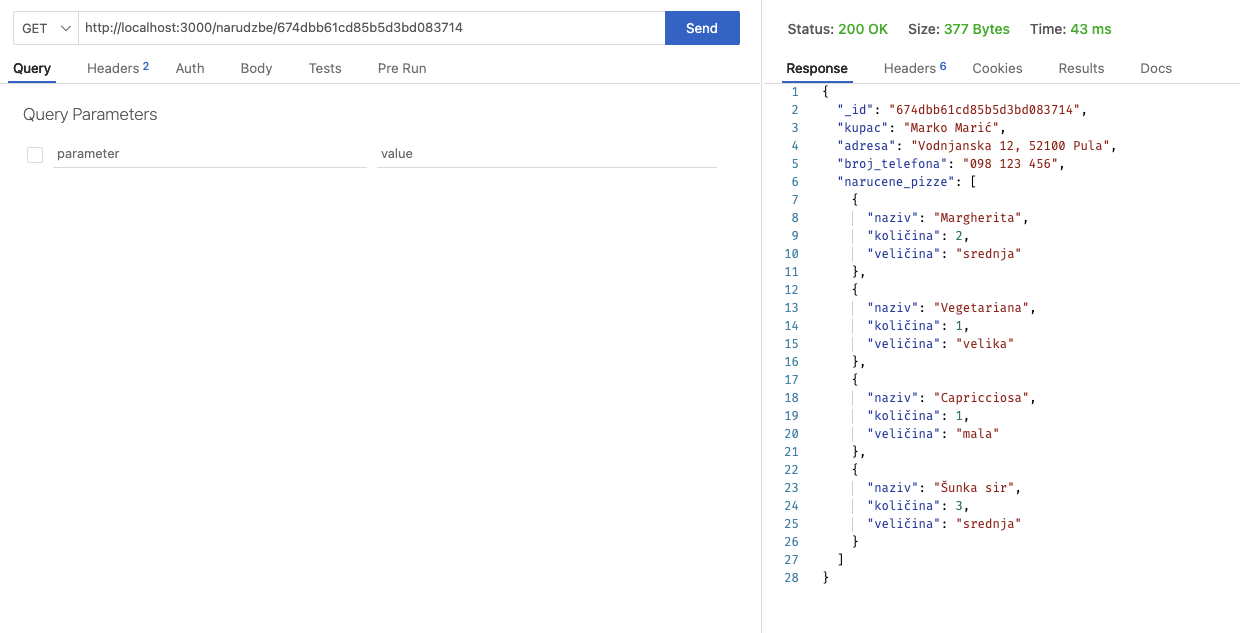 GET http://localhost:3000/narudzbe/674dbb61cd85b5d3bd083714 Send
Query Headers 2 Auth Body Tests Pre Run
Query Parameters
parameter value
Status: 200 OK Size: 377 Bytes Time: 43 ms
Response Headers 6 Cookies Results Docs
1 {
2 "_id": "674dbb61cd85b5d3bd083714",
3 "kupac": "Marko Marić",
4 "adresa": "Vodnjanska 12, 52100 Pula",
5 "broj_telefona": "098 123 456",
6 "narucene_pizze": [
7 {
8 "naziv": "Margherita",
9 "količina": 2,
10 "veličina": "srednja"
11 },
12 {
13 "naziv": "Vegetariana",
14 "količina": 1,
15 "veličina": "velika"
16 },
17 {
18 "naziv": "Capricciosa",
19 "količina": 1,
20 "veličina": "mala"
21 },
22 {
23 "naziv": "Šunka sir",
24 "količina": 3,
25 "veličina": "srednja"
26 }
27 ]
28 }